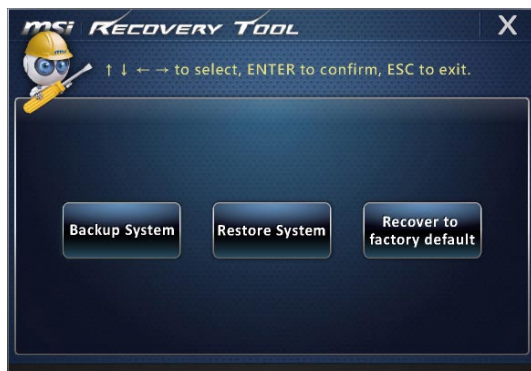 msi RECOVERY TOOL X
↑ ↓ ← → to select, ENTER to confirm, ESC to exit.
Backup System
Restore System
Recover to
factory default